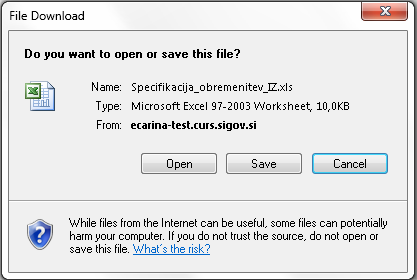 File Download
Do you want to open or save this file?
Name: Specifikacija_obremenitev_IZ.xls
Type: Microsoft Excel 97-2003 Worksheet, 10,0KB
From: ecarina-test.curs.sigov.si
Open Save Cancel
While files from the Internet can be useful, some files can potentially
harm your computer. If you do not trust the source, do not open or
save this file. What's the risk?